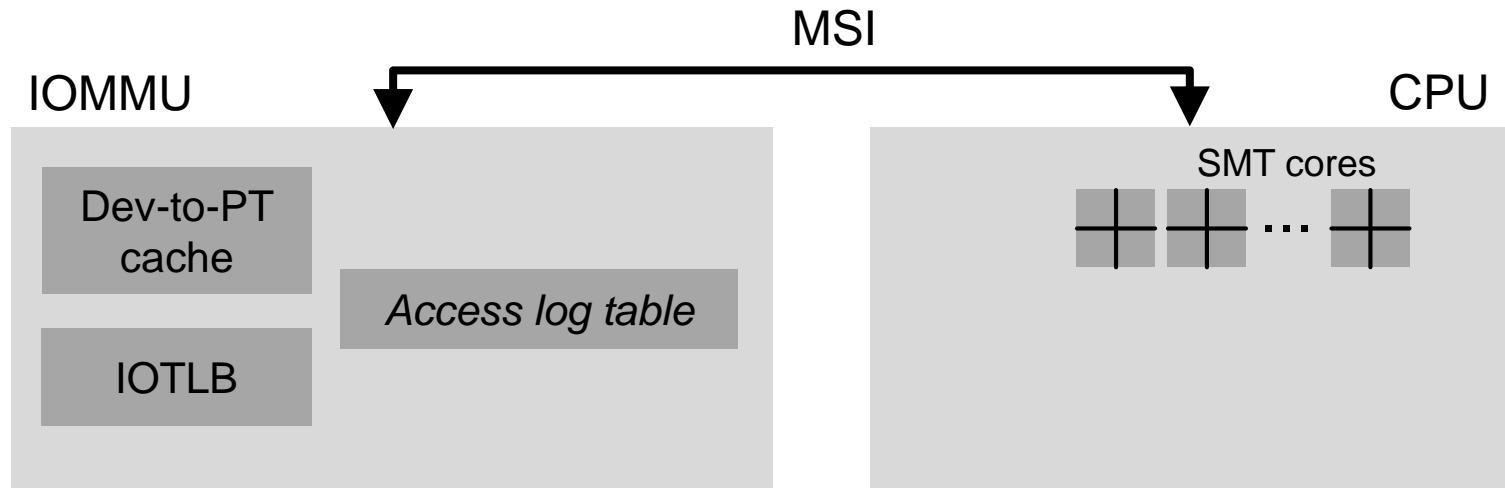 MSI
IOMMU
CPU
Dev-to-PT
cache
IOTLB
Access log table
SMT cores
...